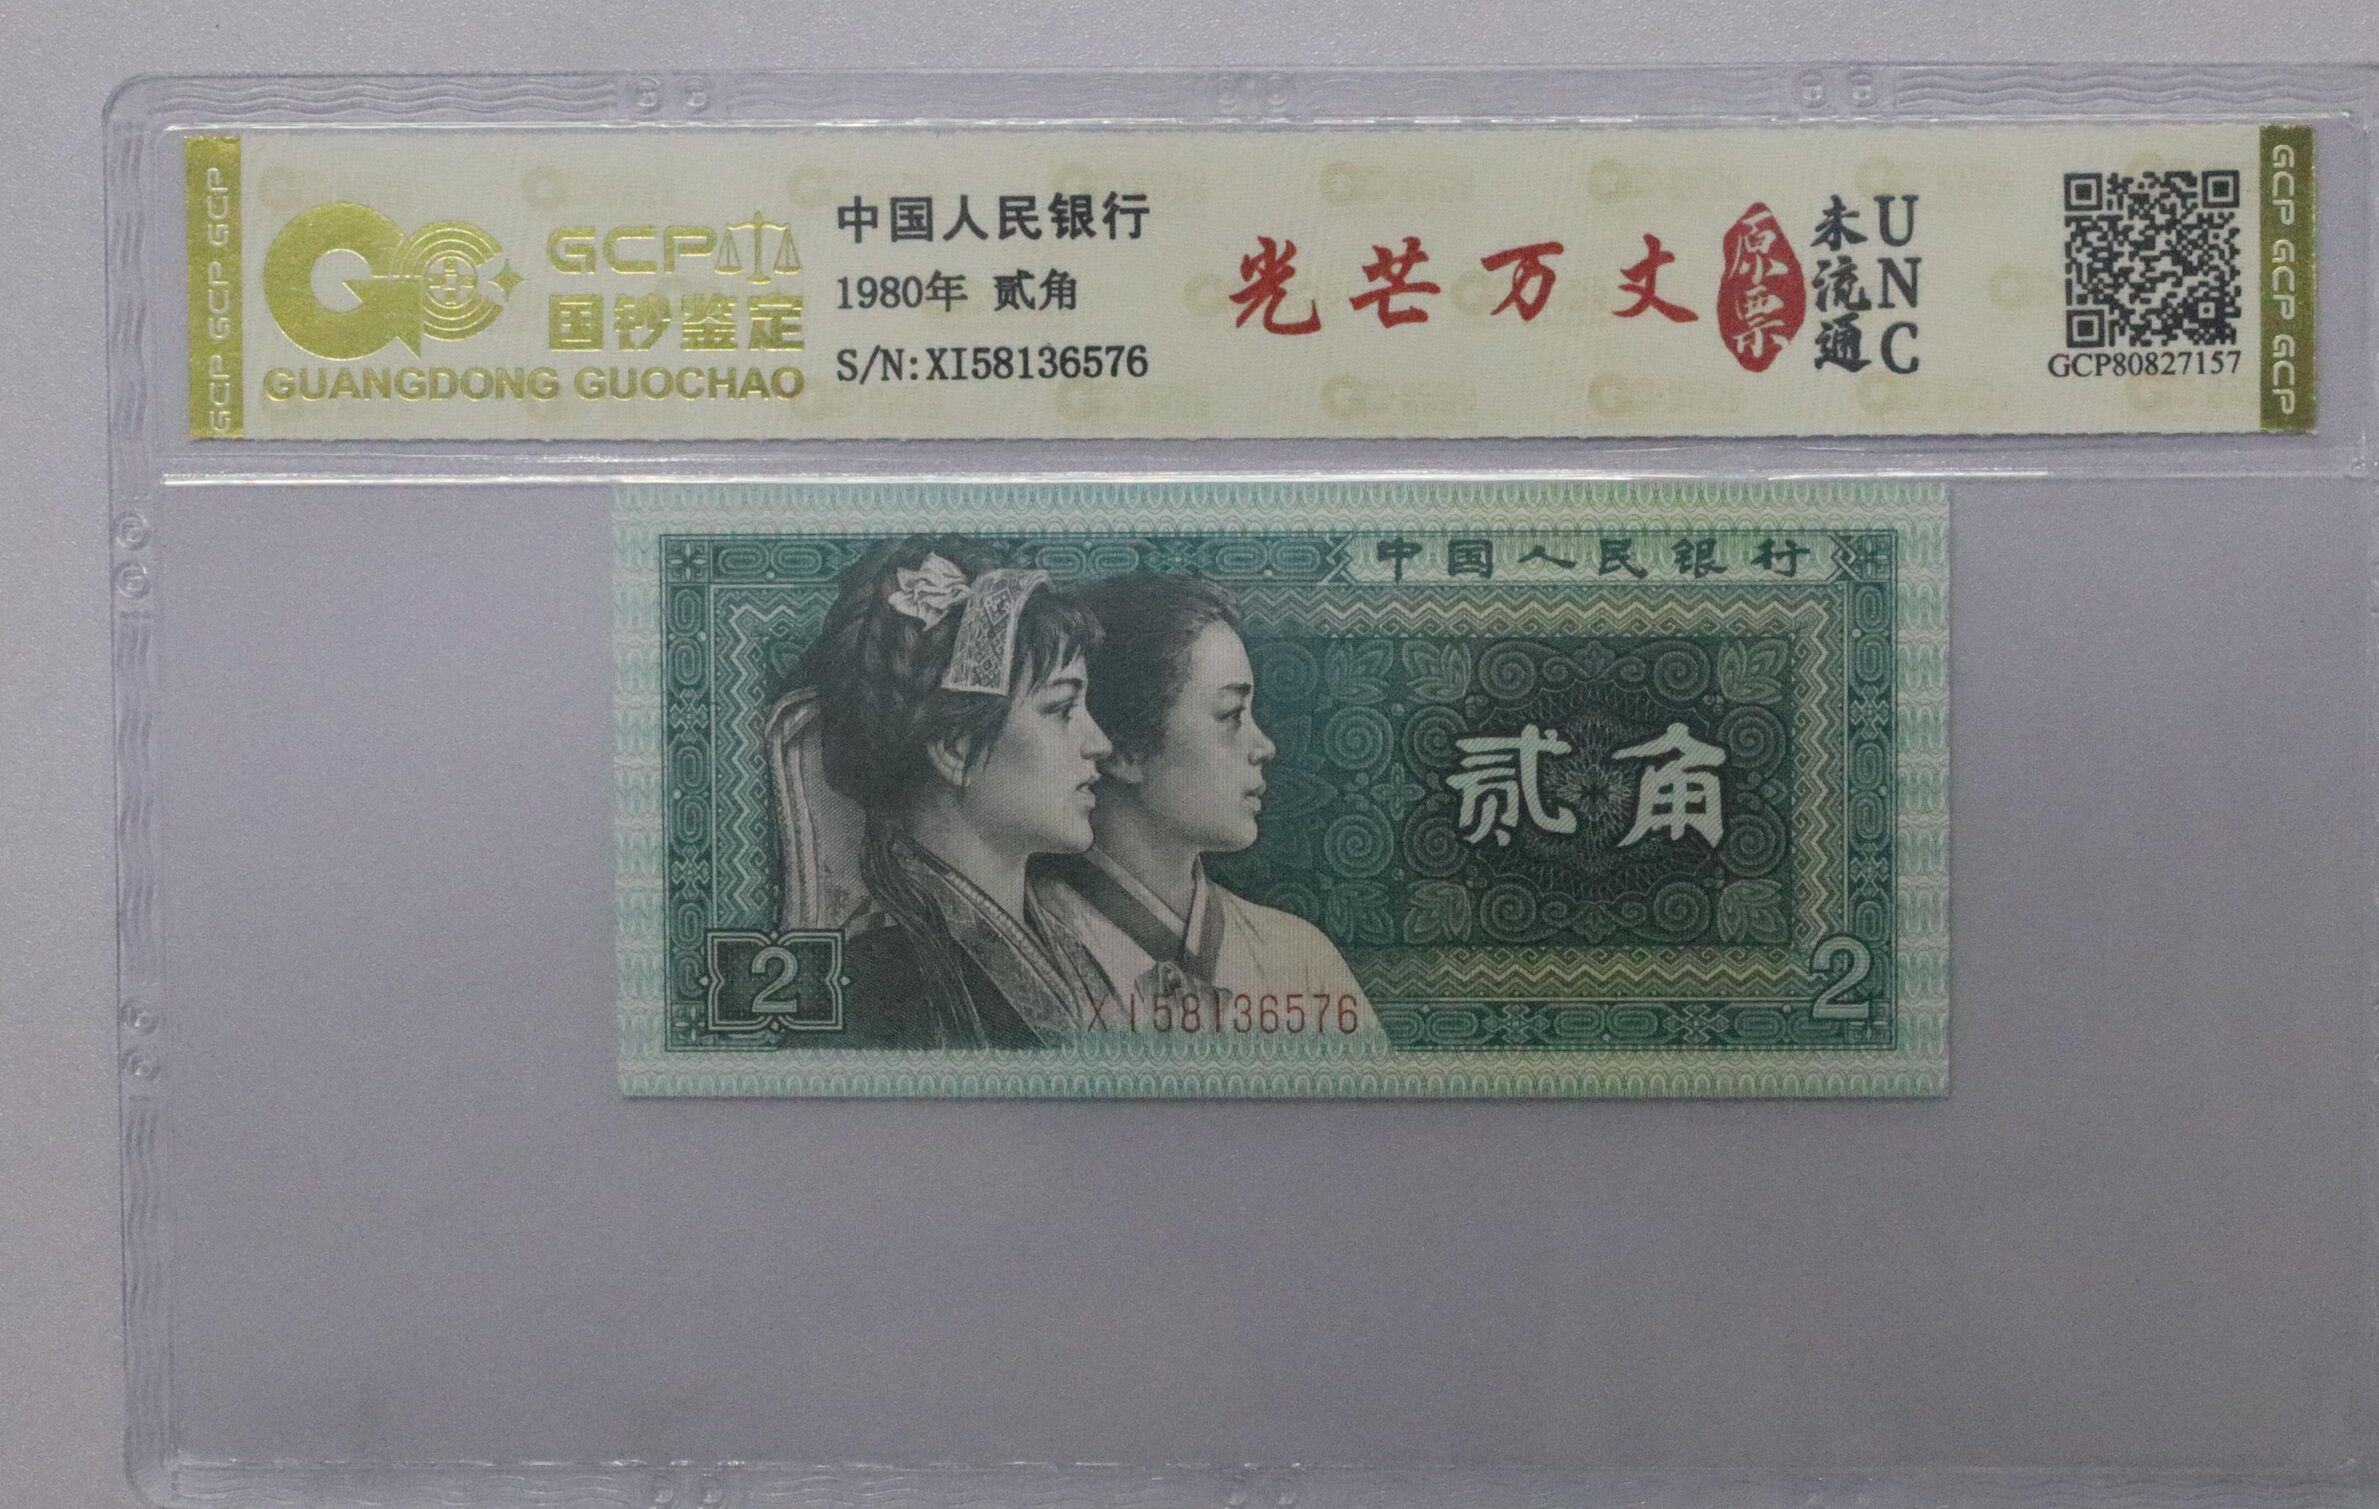 GCP GCP GCP
GCP
国钞鉴定
GUANGDONG GUOCHAO
中国人民银行
1980年 贰角
S/N:XI58136576
光芒万丈
原票
未流通
UNC
GCP80827157
GCP GCP GCP
中国人民银行
贰角
2
XI58136576
2